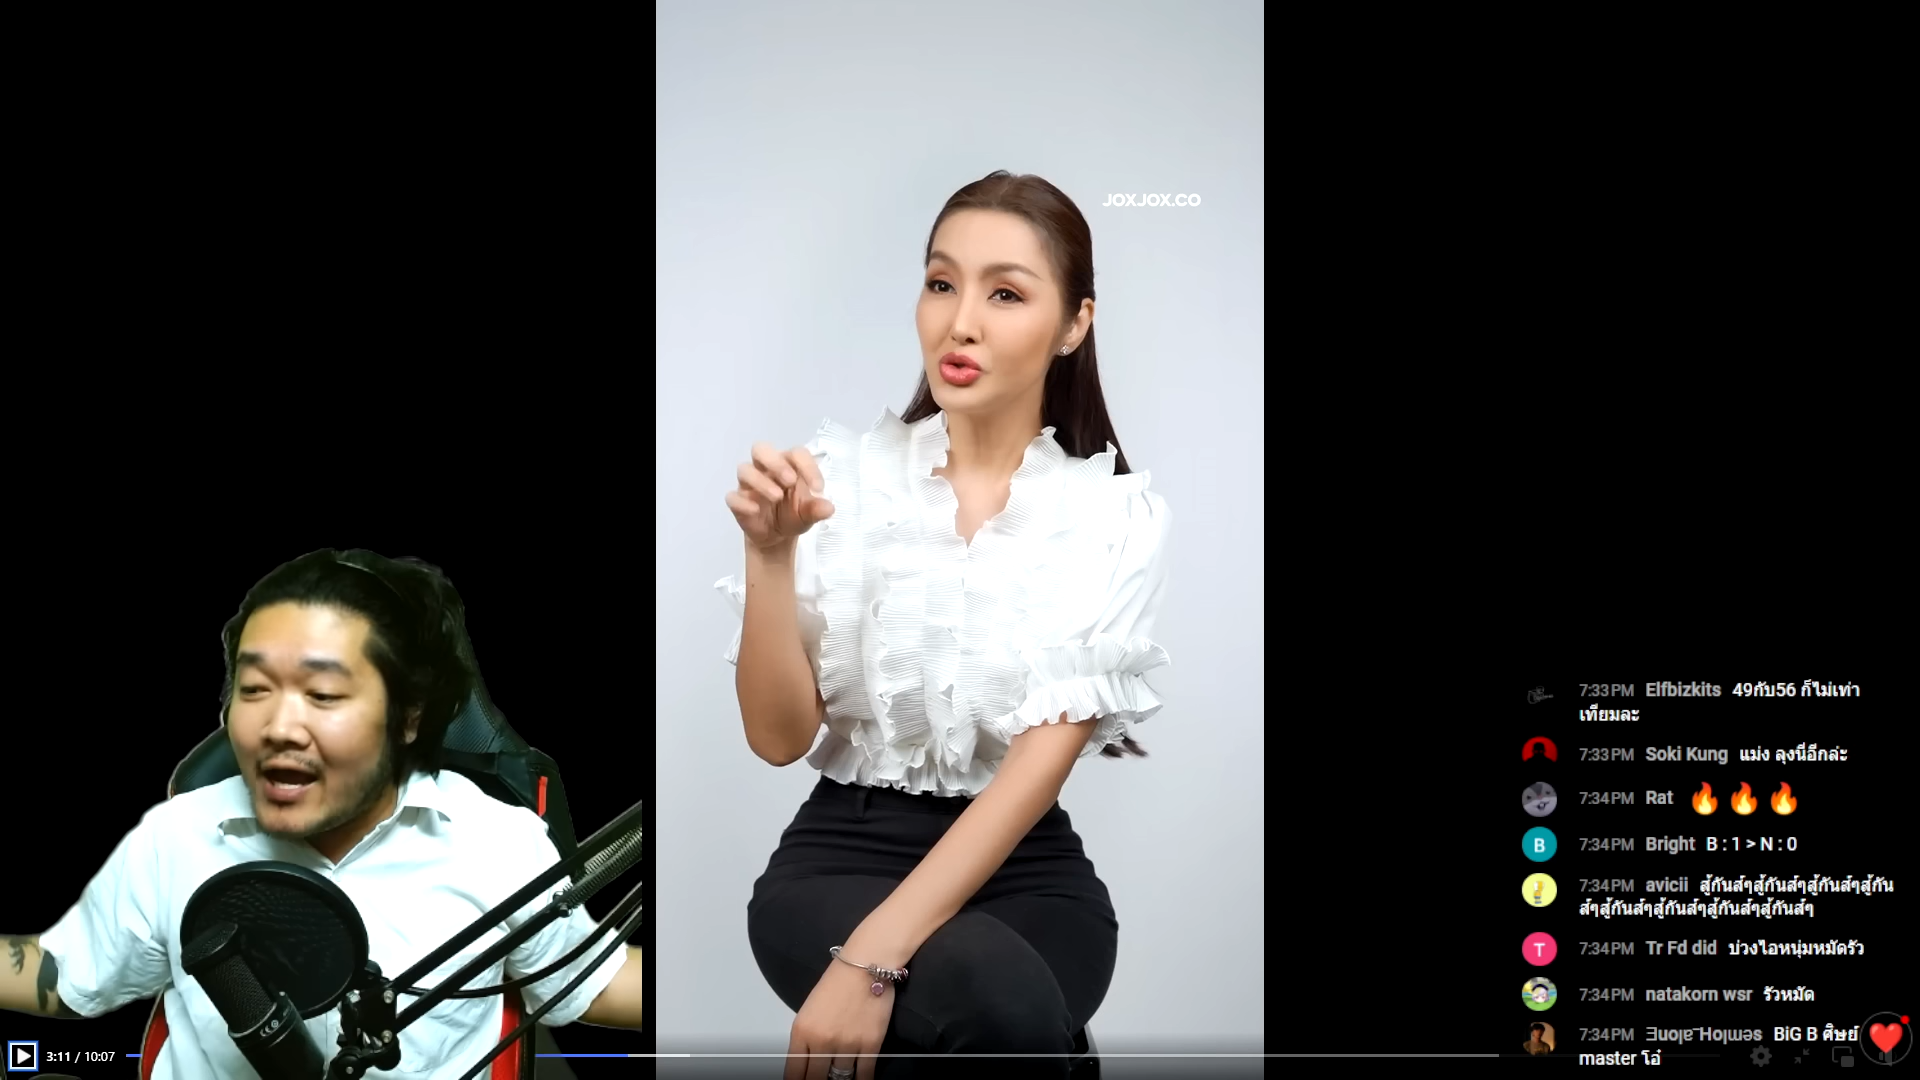 JOXJOX.CO
7:33 PM Elfbizkits 49กับ56 ก็ไม่เท่า
เทียมละ
7:33 PM Soki Kung แม่ง ลุงนี่อีกล่ะ
7:34 PM Rat 🔥🔥🔥
B 7:34 PM Bright B : 1 > N : 0
7:34 PM avicii สู้กันส์ๆสู้กันส์ๆสู้กันส์ๆสู้กัน
ส์ๆสู้กันส์ๆสู้กันส์ๆสู้กันส์ๆสู้กันส์ๆ
T 7:34 PM Tr Fd did บ่วงไอหนุ่มหมัดรัว
7:34 PM natakorn wsr รัวหมัด
7:34 PM BiG B ศิษย์
master โอ๋
3:11 / 10:07